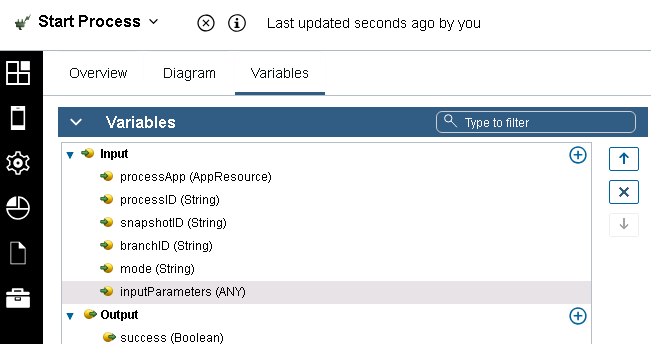 Start Process
Last updated seconds ago by you
Overview Diagram Variables
Variables
Type to filter
Input
processApp (AppResource)
processID (String)
snapshotID (String)
branchID (String)
mode (String)
inputParameters (ANY)
Output
success (Boolean)